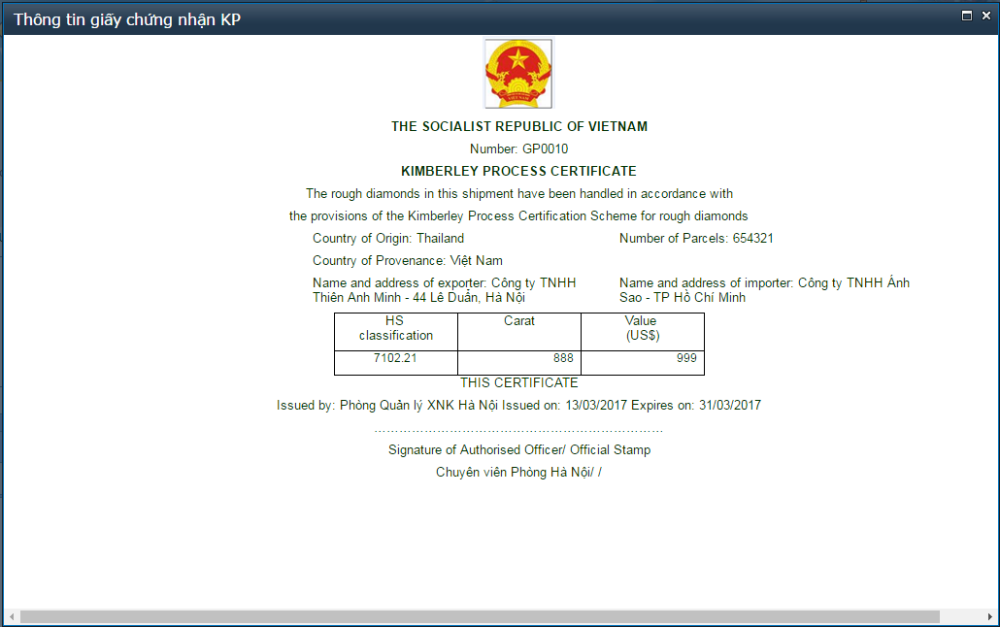 Thông tin giấy chứng nhận KP
THE SOCIALIST REPUBLIC OF VIETNAM
Number: GP0010
KIMBERLEY PROCESS CERTIFICATE
The rough diamonds in this shipment have been handled in accordance with
the provisions of the Kimberley Process Certification Scheme for rough diamonds
Country of Origin: Thailand Number of Parcels: 654321
Country of Provenance: Việt Nam
Name and address of exporter: Công ty TNHH
Thiên Anh Minh - 44 Lê Duẩn, Hà Nội
Name and address of importer: Công ty TNHH Ánh
Sao - TP Hồ Chí Minh
HS
classification
Carat
Value
(US$)
7102.21 888 999
THIS CERTIFICATE
Issued by: Phòng Quản lý XNK Hà Nội Issued on: 13/03/2017 Expires on: 31/03/2017
……………………………………………………………
Signature of Authorised Officer/ Official Stamp
Chuyên viên Phòng Hà Nội/ /